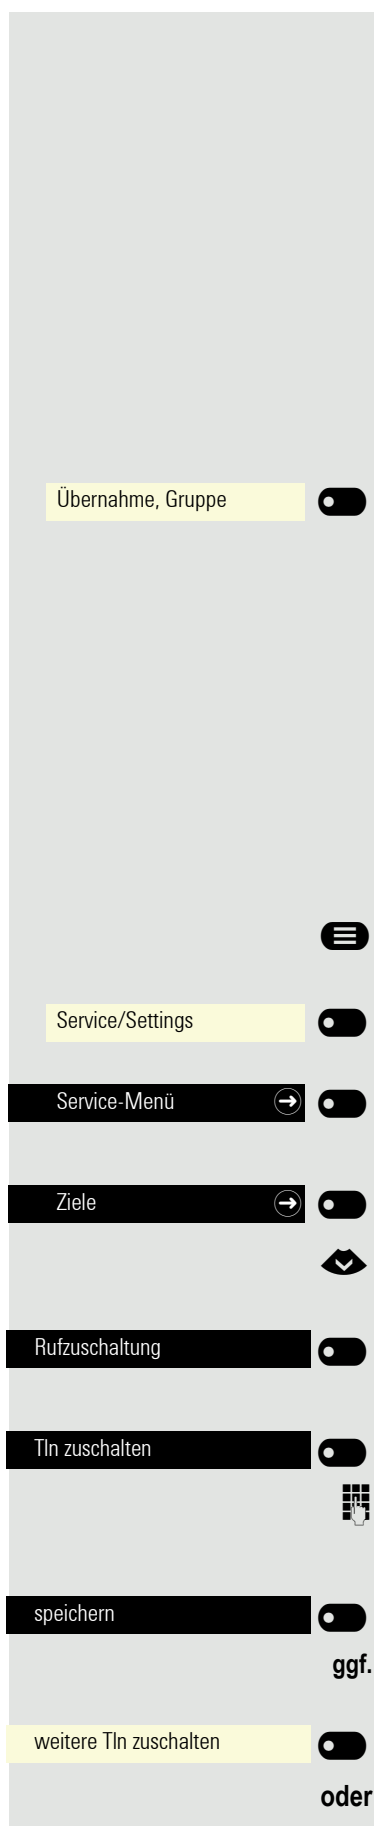 Übernahme, Gruppe
Service/Settings
Service-Menü
Ziele
Rufzuschaltung
Tln zuschalten
speichern
ggf.
weitere Tln zuschalten
oder